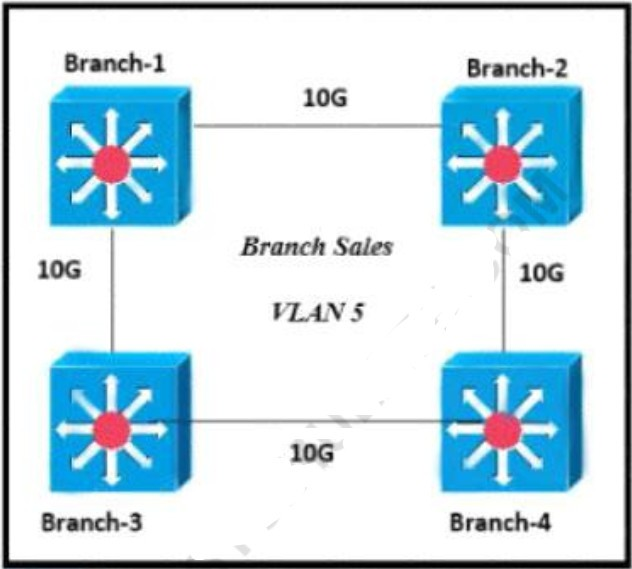 Branch-1
Branch-2
10G
10G
Branch Sales
10G
VLAN 5
10G
Branch-3
Branch-4